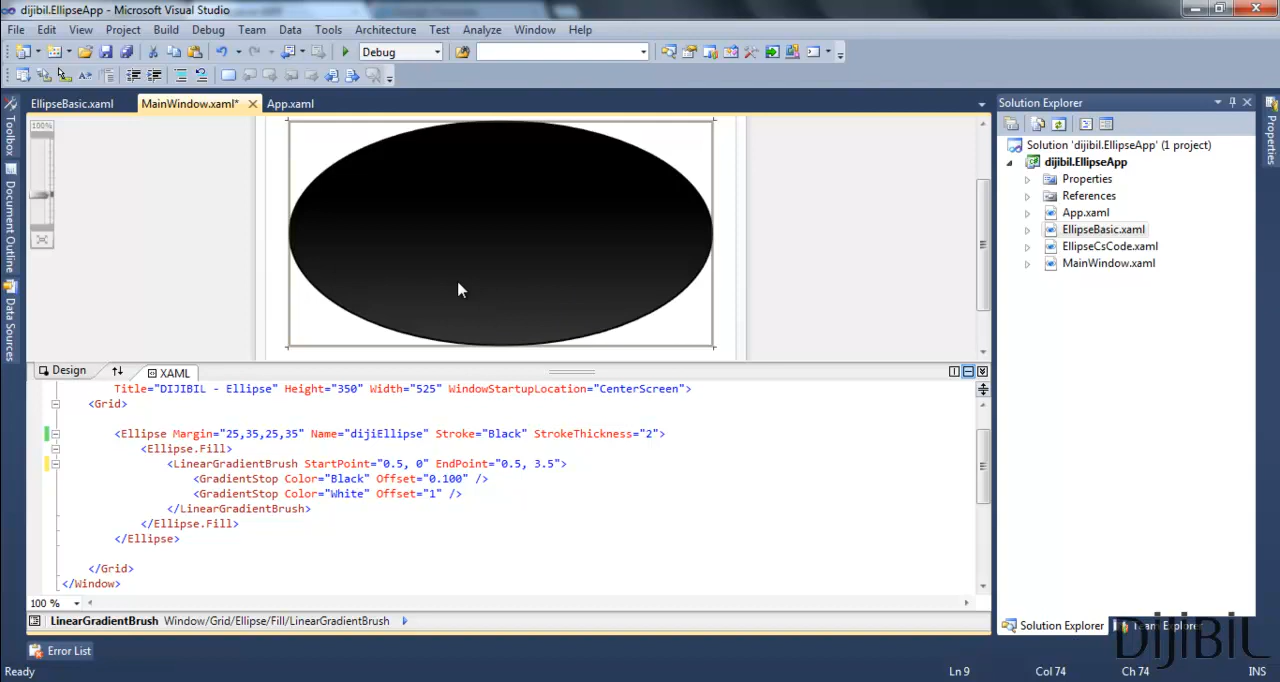 dijibil.EllipseApp - Microsoft Visual Studio
File Edit View Project Build Debug Team Data Tools Architecture Test Analyze Window Help
Debug
EllipseBasic.xaml MainWindow.xaml* App.xaml
Toolbox
Document Outline
Data Sources
100%
Solution Explorer
Solution 'dijibil.EllipseApp' (1 project)
dijibil.EllipseApp
Properties
References
App.xaml
EllipseBasic.xaml
EllipseCsCode.xaml
MainWindow.xaml
Properties
Design XAML
Title="DIJIBIL - Ellipse" Height="350" Width="525" WindowStartupLocation="CenterScreen">
<Grid>
<Ellipse Margin="25,35,25,35" Name="dijiEllipse" Stroke="Black" StrokeThickness="2">
<Ellipse.Fill>
<LinearGradientBrush StartPoint="0.5, 0" EndPoint="0.5, 3.5">
<GradientStop Color="Black" Offset="0.100" />
<GradientStop Color="White" Offset="1" />
</LinearGradientBrush>
</Ellipse.Fill>
</Ellipse>
</Grid>
</Window>
100 %
LinearGradientBrush Window/Grid/Ellipse/Fill/LinearGradientBrush
Solution Explorer Team Explorer
DIJIBIL
Error List
Ready Ln 9 Col 74 Ch 74 INS